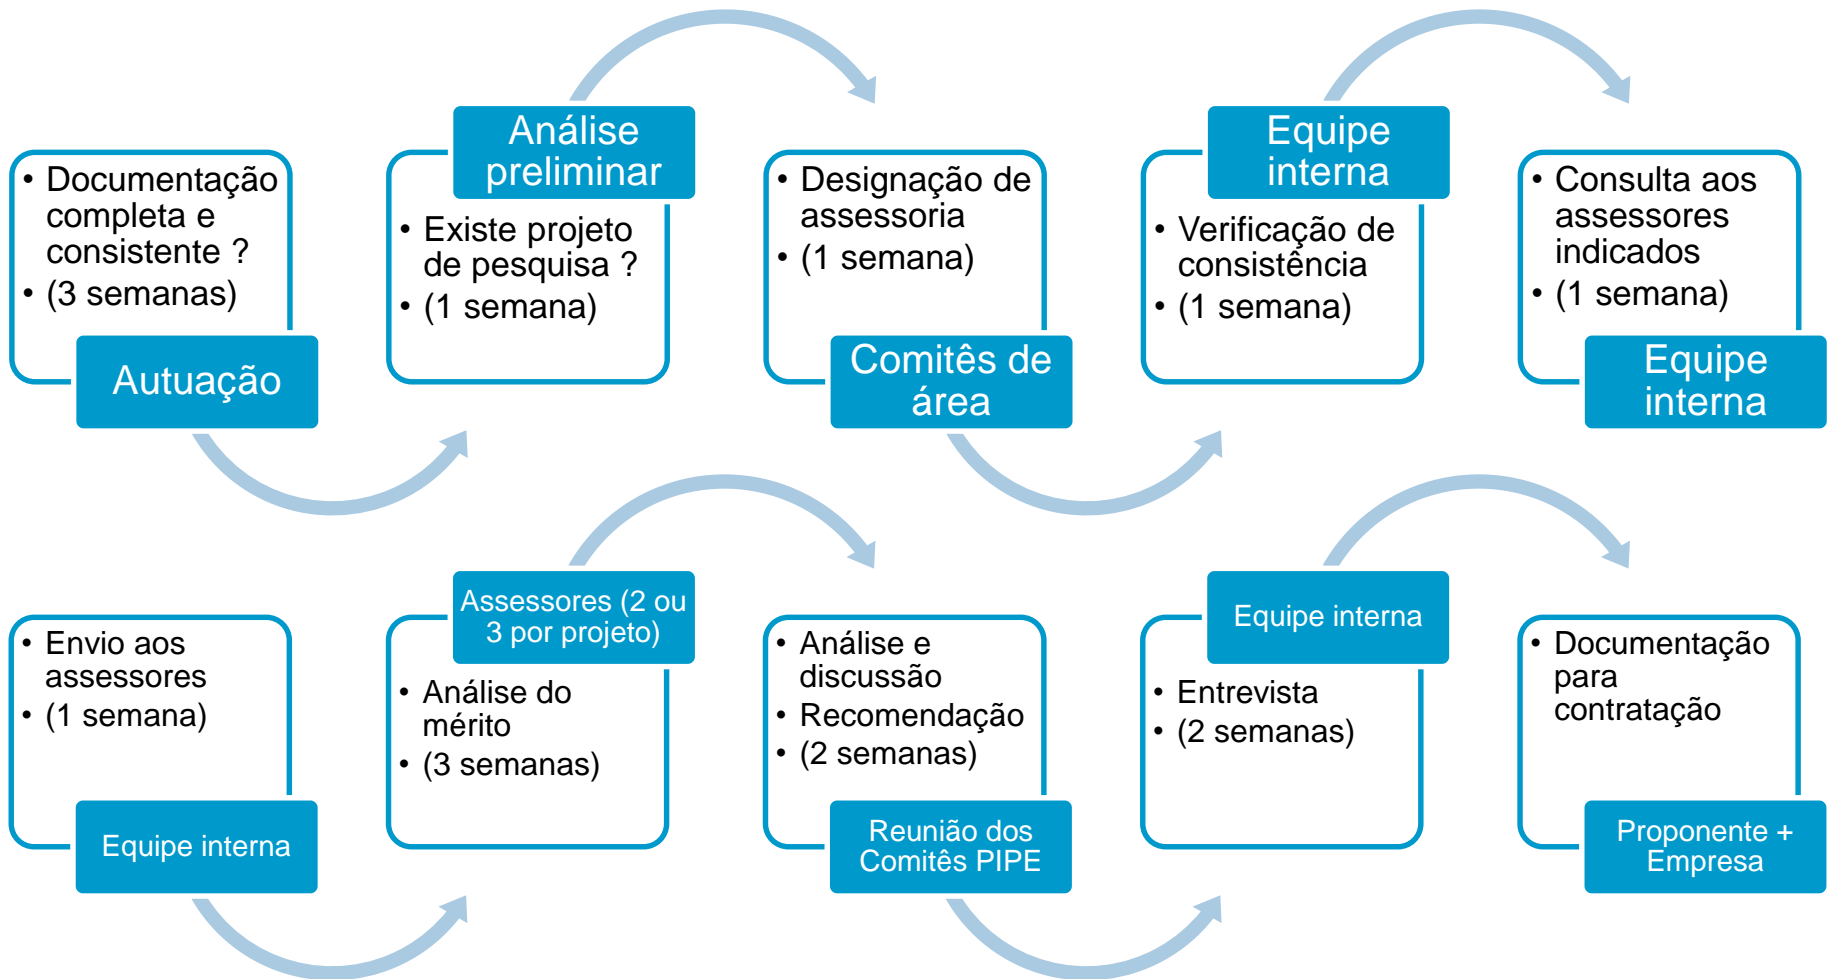 • Documentação
completa e
consistente ?
• (3 semanas)
Autuação
Análise
preliminar
• Existe projeto
de pesquisa ?
• (1 semana)
• Designação de
assessoria
• (1 semana)
Comitês de
área
Equipe
interna
• Verificação de
consistência
• (1 semana)
• Consulta aos
assessores
indicados
• (1 semana)
Equipe
interna
• Envio aos
assessores
• (1 semana)
Equipe interna
Assessores (2 ou
3 por projeto)
• Análise do
mérito
• (3 semanas)
• Análise e
discussão
• Recomendação
• (2 semanas)
Reunião dos
Comitês PIPE
Equipe interna
• Entrevista
• (2 semanas)
• Documentação
para
contratação
Proponente +
Empresa